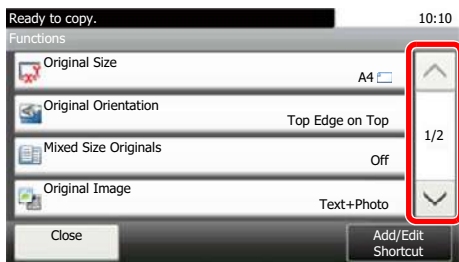 Ready to copy. 10:10
Functions
Original Size
A4
Original Orientation
Top Edge on Top
1/2
Mixed Size Originals
Off
Original Image
Text+Photo
Close
Add/Edit
Shortcut